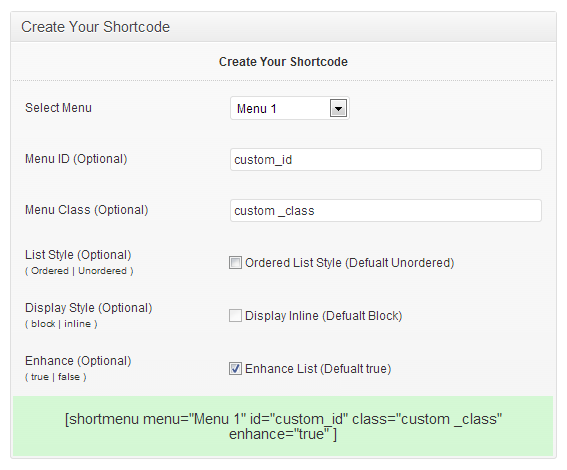 Create Your Shortcode
Create Your Shortcode
Select Menu
Menu 1
Menu ID (Optional)
custom_id
Menu Class (Optional)
custom _class
List Style (Optional)
( Ordered | Unordered )
Ordered List Style (Defualt Unordered)
Display Style (Optional)
( block | inline )
Display Inline (Defualt Block)
Enhance (Optional)
( true | false )
Enhance List (Defualt true)
[shortmenu menu="Menu 1" id="custom_id" class="custom _class"
enhance="true" ]